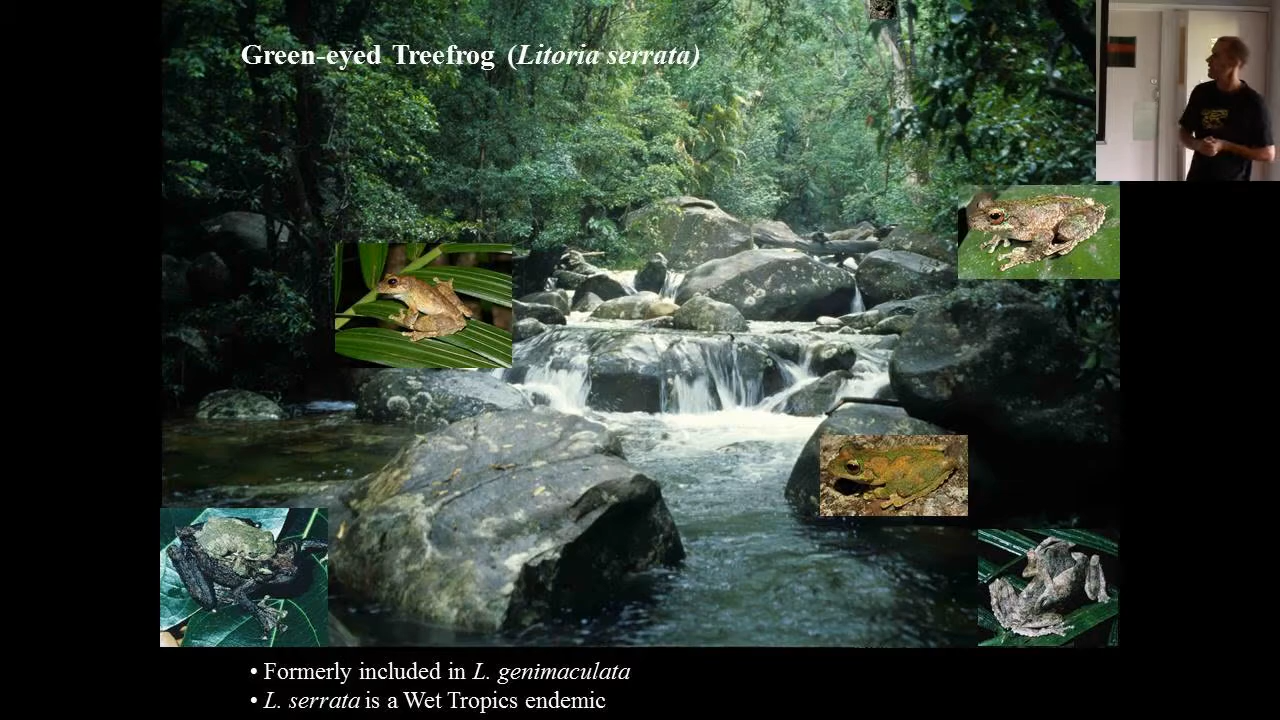 Green-eyed Treefrog (Litoria serrata)
• Formerly included in L. genimaculata
• L. serrata is a Wet Tropics endemic